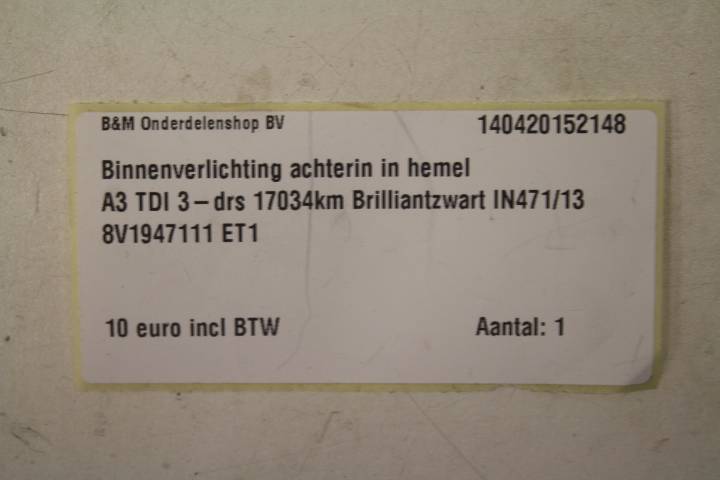 B&M Onderdelenshop BV 140420152148
Binnenverlichting achterin in hemel
A3 TDI 3-drs 17034km Brilliantzwart IN471/13
8V1947111 ET1
10 euro incl BTW Aantal: 1